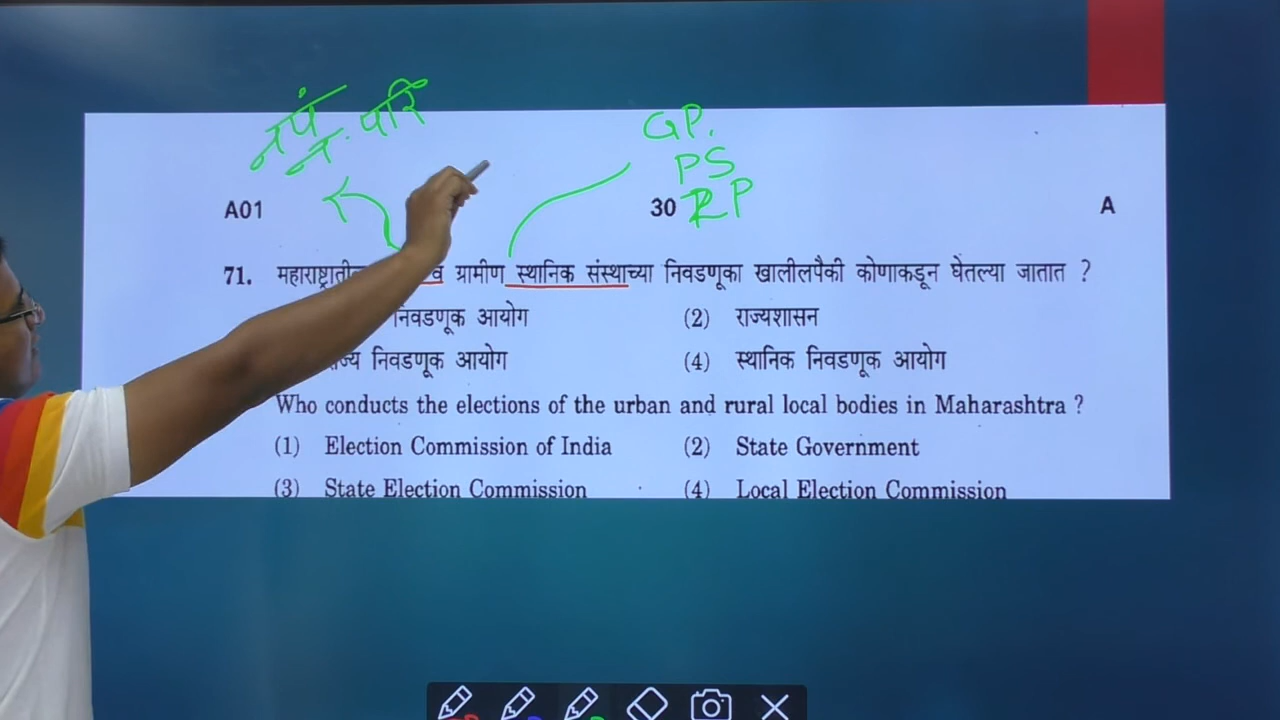 नपं
न. परि
GP.
PS
ZP
A01 30 A
71. महाराष्ट्रातील व ग्रामीण स्थानिक संस्थाच्या निवडणूका खालीलपैकी कोणाकडून घेतल्या जातात ?
निवडणूक आयोग (2) राज्यशासन
निवडणूक आयोग (4) स्थानिक निवडणूक आयोग
Who conducts the elections of the urban and rural local bodies in Maharashtra ?
(1) Election Commission of India (2) State Government
(3) State Election Commission (4) Local Election Commission